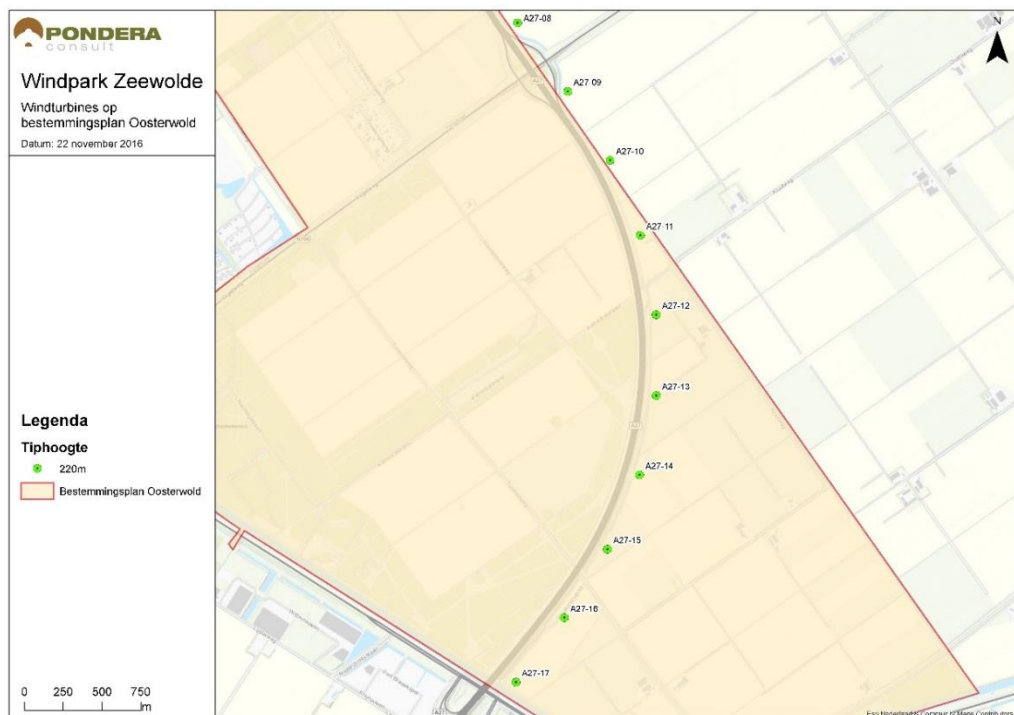 PONDERA
consult
Windpark Zeewolde
Windturbines op
bestemmingsplan Oosterwold
Datum: 22 november 2016
Legenda
Tiphoogte
220m
Bestemmingsplan Oosterwold
0 250 500 750
m
N
A27-08
A27-09
A27-10
A27-11
A27-12
A27-13
A27-14
A27-15
A27-16
A27-17